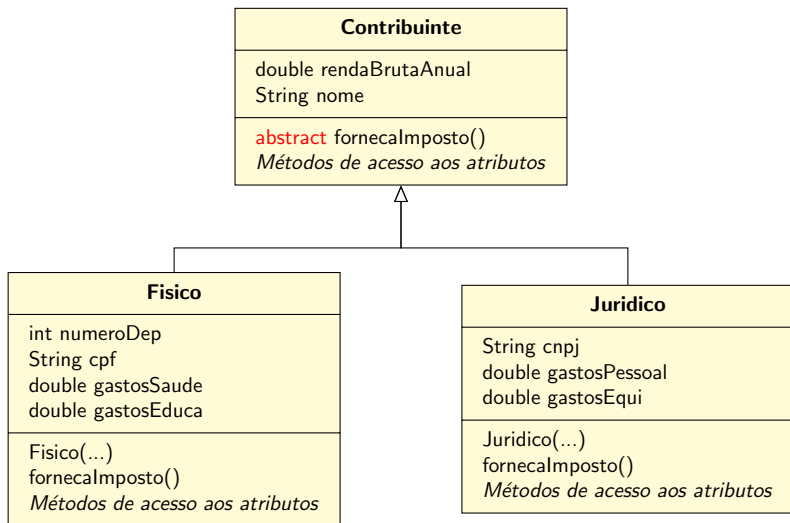 Contribuinte
double rendaBrutaAnual
String nome
abstract fornecaImposto()
Métodos de acesso aos atributos
Fisico
int numeroDep
String cpf
double gastosSaude
double gastosEduca
Fisico(...)
fornecaImposto()
Métodos de acesso aos atributos
Juridico
String cnpj
double gastosPessoal
double gastosEqui
Juridico(...)
fornecaImposto()
Métodos de acesso aos atributos